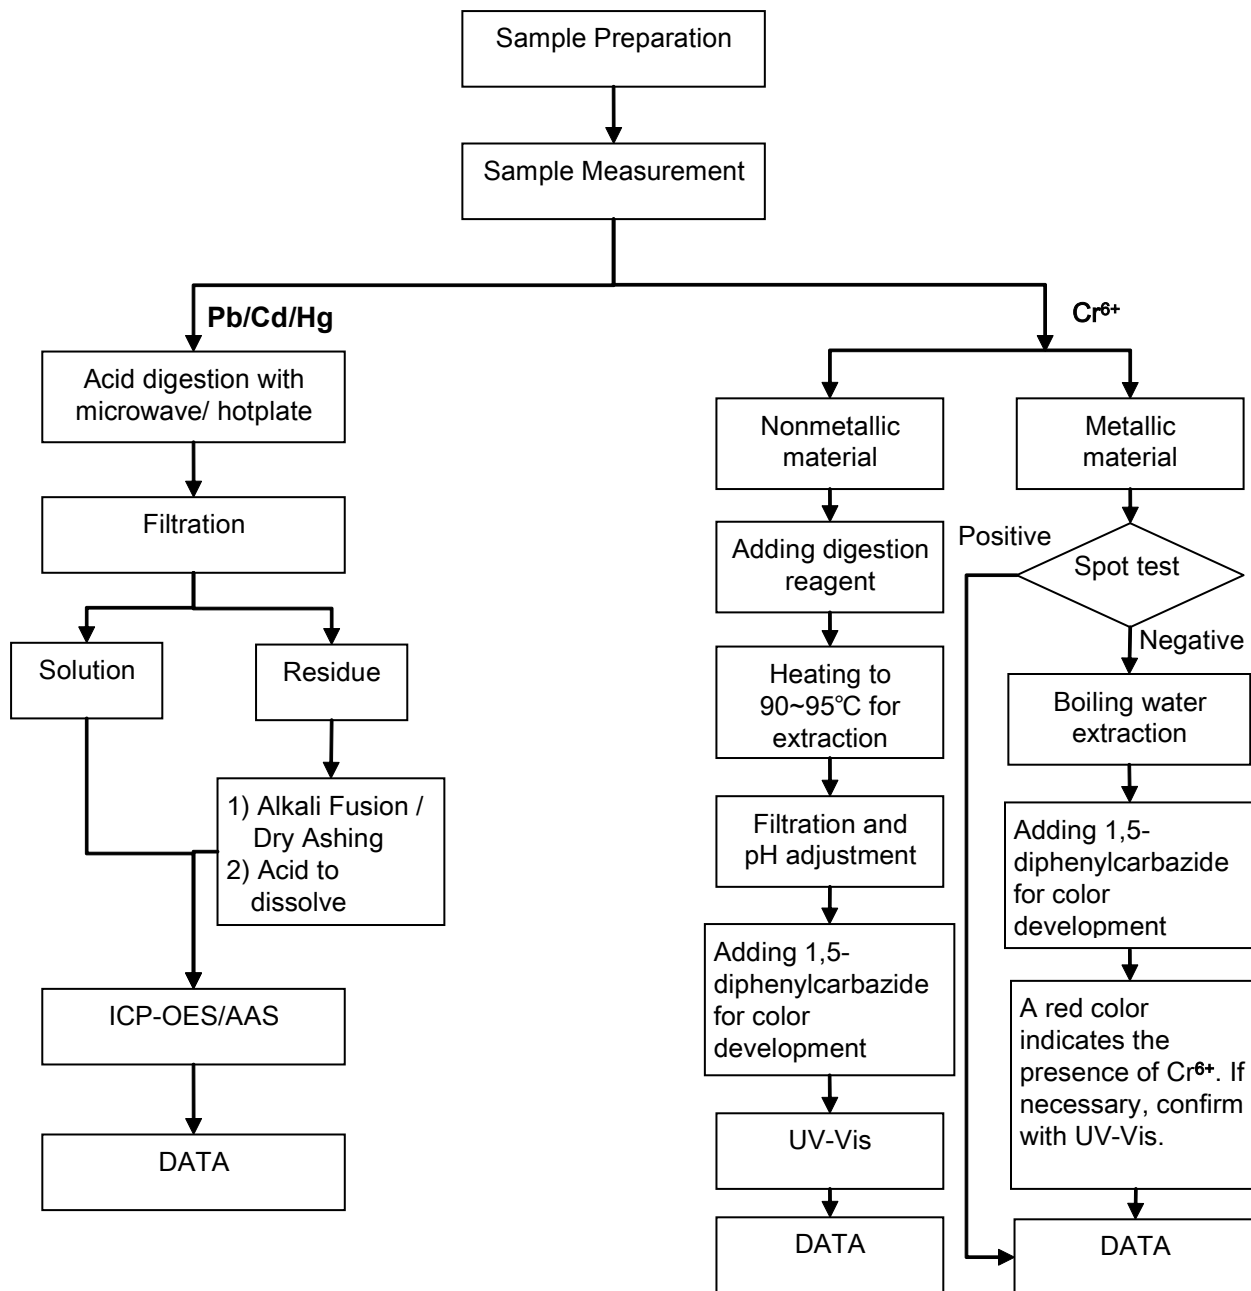 Sample Preparation
Sample Measurement
Pb/Cd/Hg
Cr⁶⁺
Acid digestion with
microwave/ hotplate
Filtration
Solution
Residue
1) Alkali Fusion /
Dry Ashing
2) Acid to
dissolve
ICP-OES/AAS
DATA
Nonmetallic
material
Adding digestion
reagent
Heating to
90~95℃ for
extraction
Filtration and
pH adjustment
Adding 1,5-
diphenylcarbazide
for color
development
UV-Vis
DATA
Metallic
material
Positive
Spot test
Negative
Boiling water
extraction
Adding 1,5-
diphenylcarbazide
for color
development
A red color
indicates the
presence of Cr⁶⁺. If
necessary, confirm
with UV-Vis.
DATA